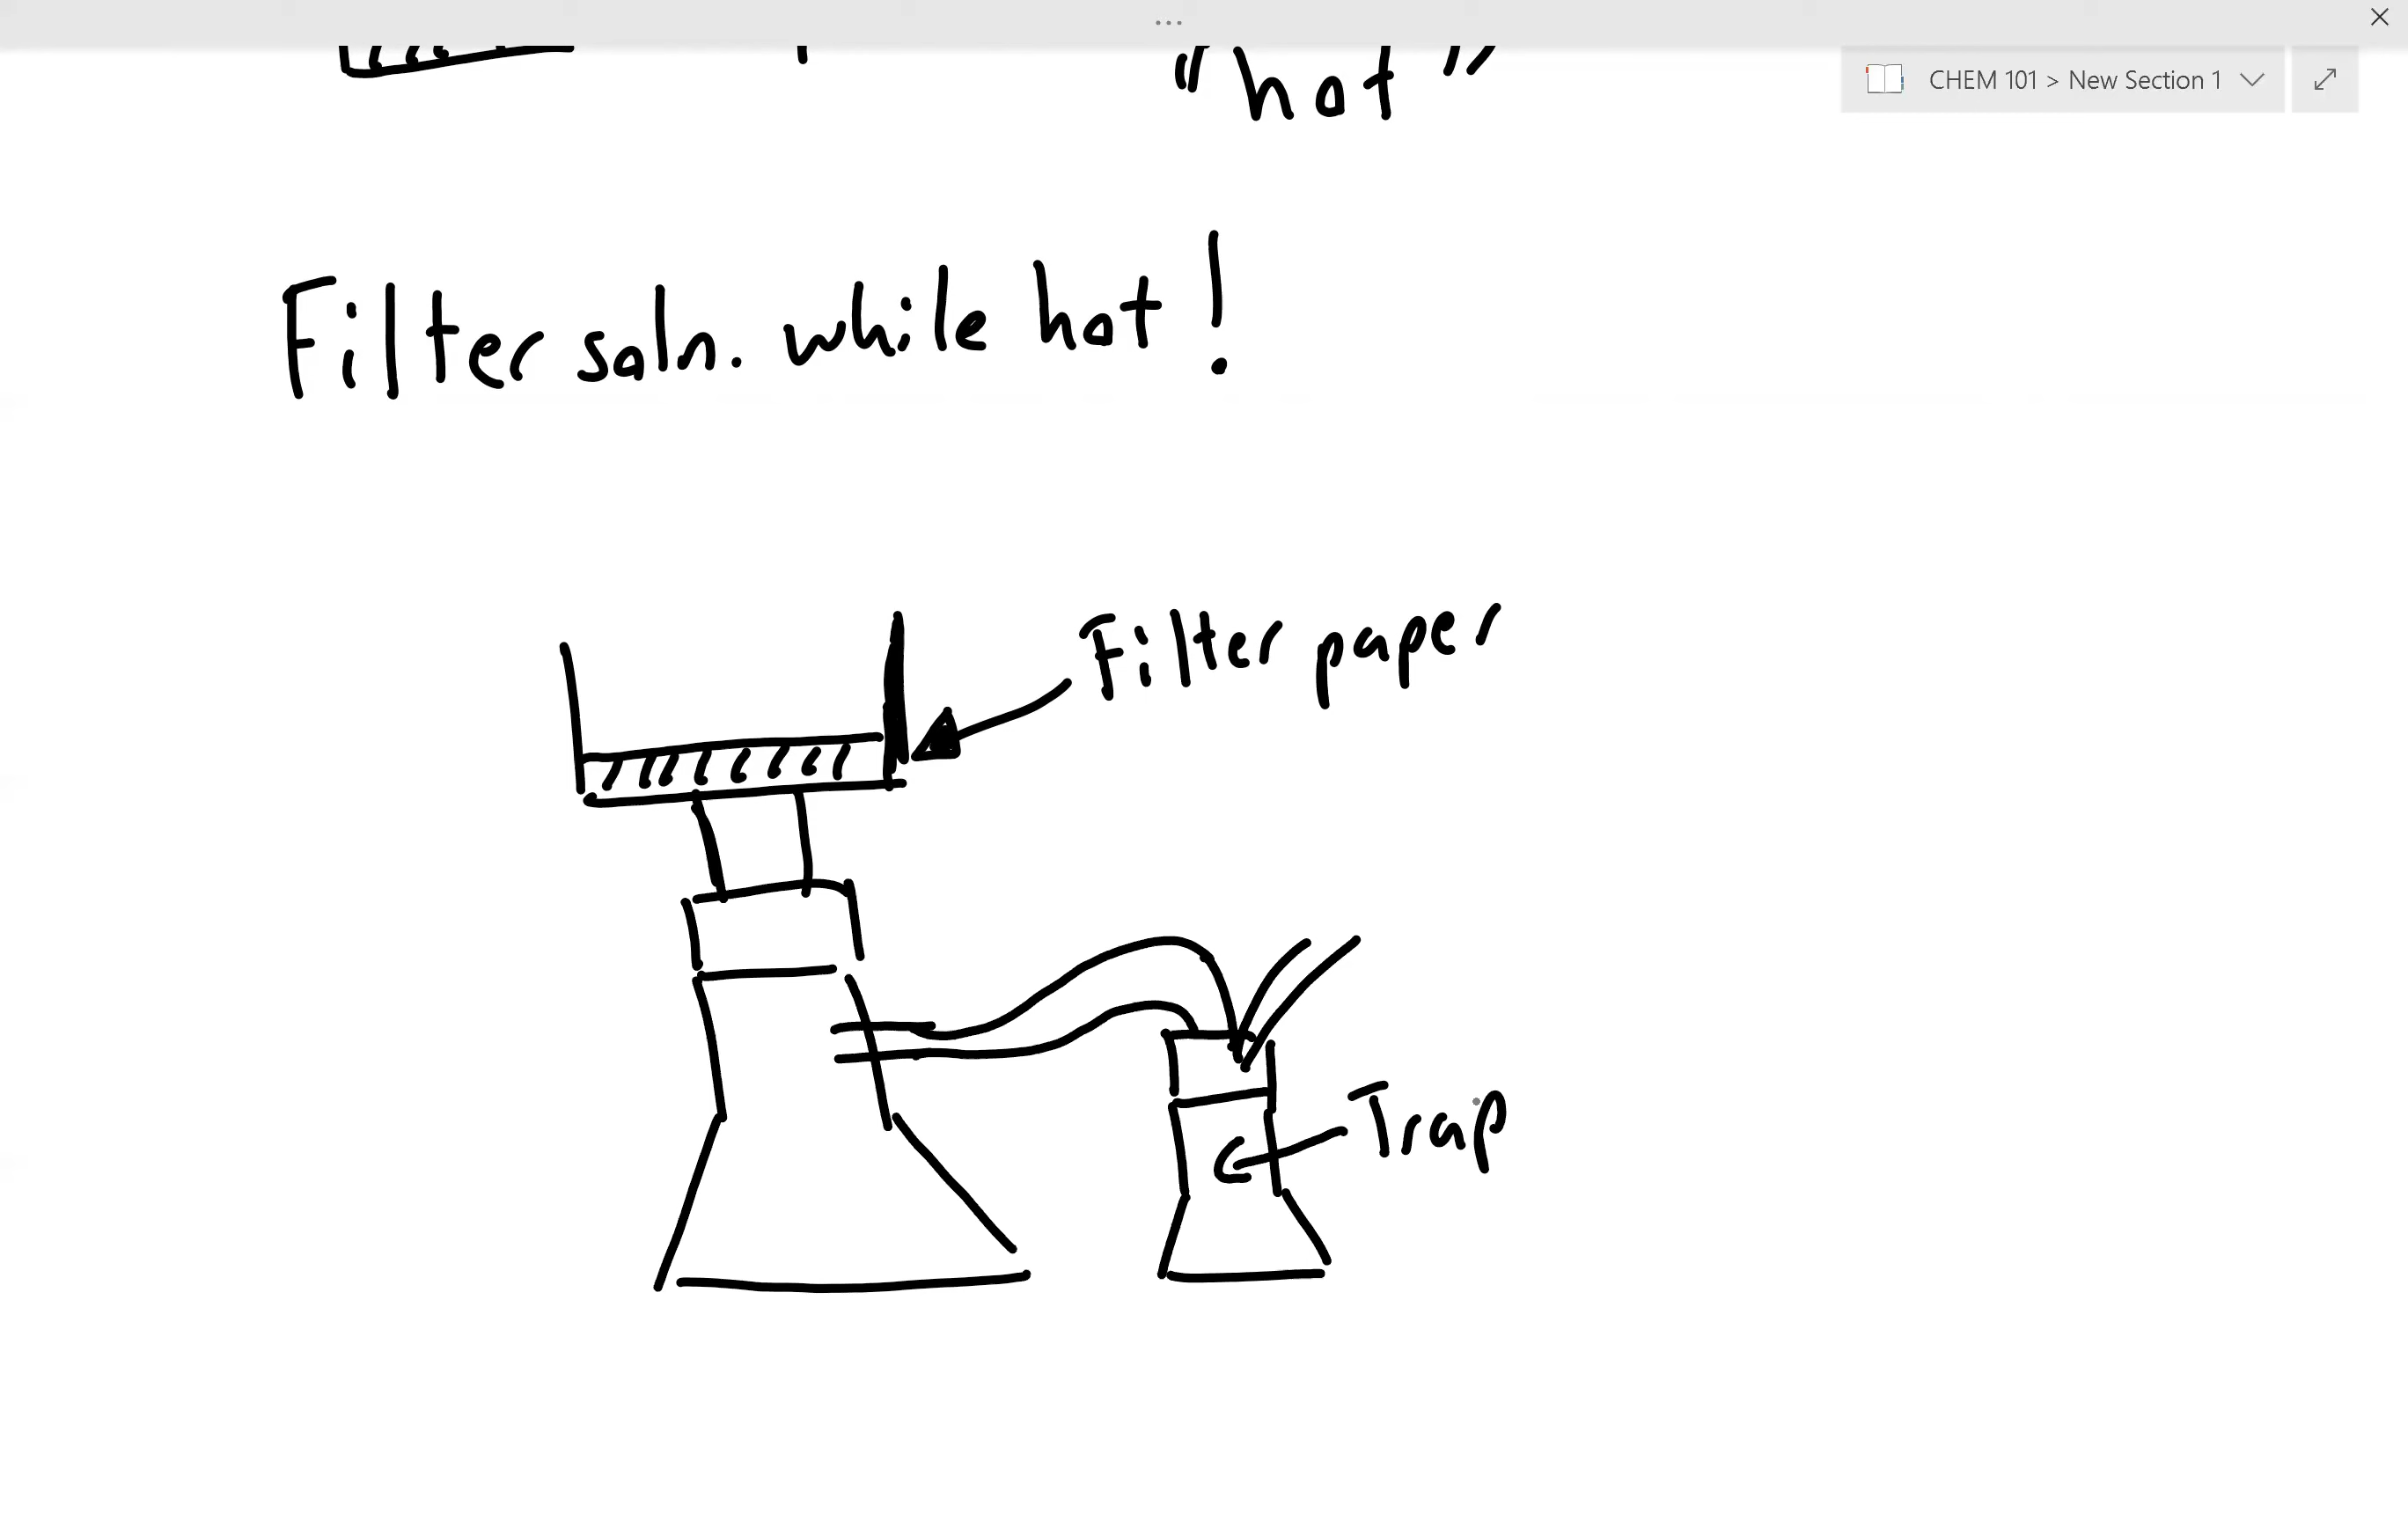 "hot"
CHEM 101 > New Section 1
Filter soln. while hot!
Filter paper
Trap